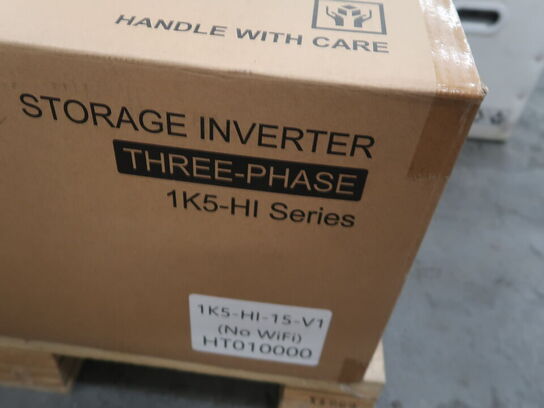 HANDLE WITH CARE
STORAGE INVERTER
THREE-PHASE
1K5-HI Series
1K5-HI-15-V1
(No WiFi)
HT010000